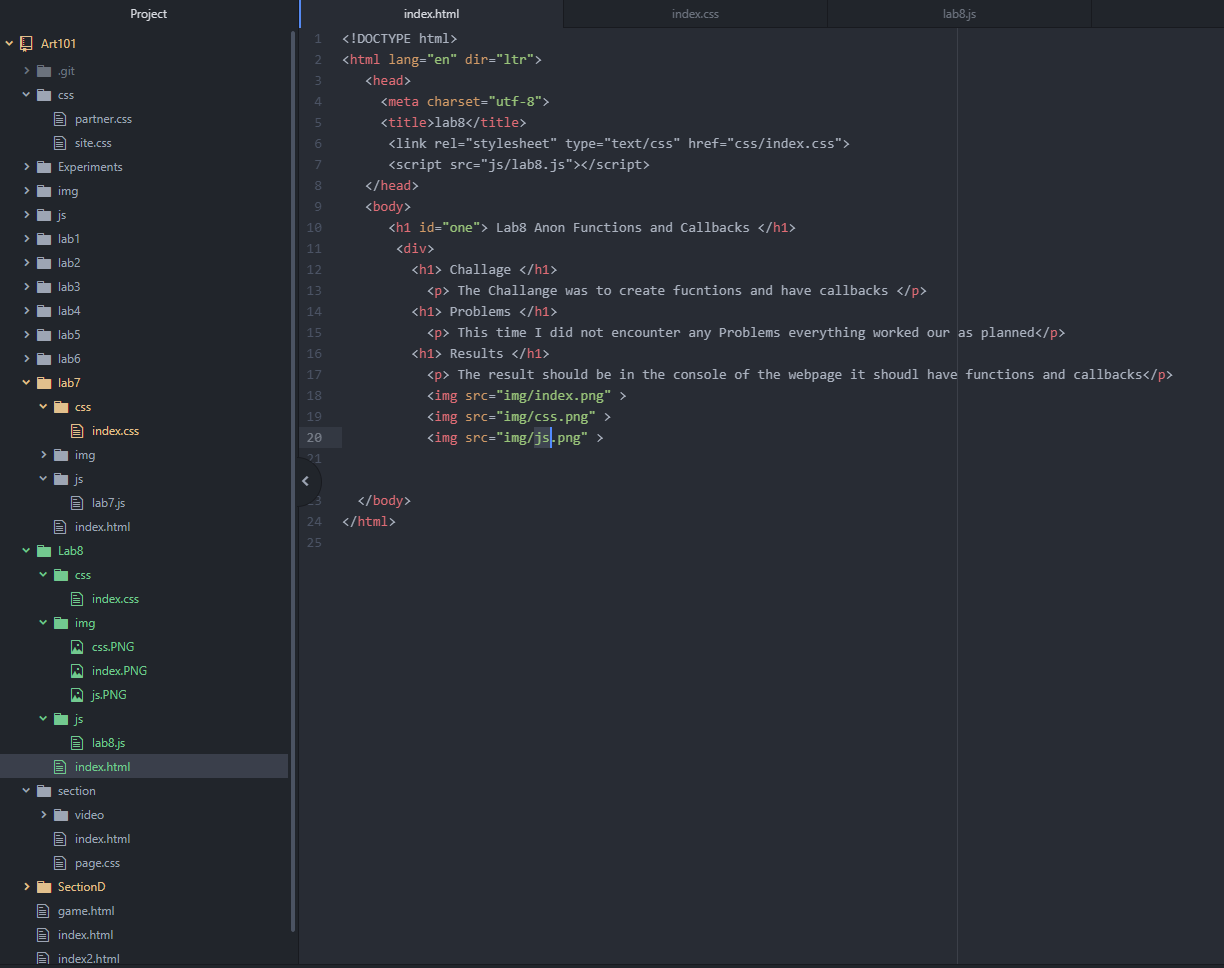 Project
Art101
.git
css
partner.css
site.css
Experiments
img
js
lab1
lab2
lab3
lab4
lab5
lab6
lab7
css
index.css
img
js
lab7.js
index.html
Lab8
css
index.css
img
css.PNG
index.PNG
js.PNG
js
lab8.js
index.html
section
video
index.html
page.css
SectionD
game.html
index.html
index2.html
index.html index.css lab8.js
1 <!DOCTYPE html>
2 <html lang="en" dir="ltr">
3 <head>
4 <meta charset="utf-8">
5 <title>lab8</title>
6 <link rel="stylesheet" type="text/css" href="css/index.css">
7 <script src="js/lab8.js"></script>
8 </head>
9 <body>
10 <h1 id="one"> Lab8 Anon Functions and Callbacks </h1>
11 <div>
12 <h1> Challage </h1>
13 <p> The Challange was to create fucntions and have callbacks </p>
14 <h1> Problems </h1>
15 <p> This time I did not encounter any Problems everything worked our as planned</p>
16 <h1> Results </h1>
17 <p> The result should be in the console of the webpage it shoudl have functions and callbacks</p>
18 <img src="img/index.png" >
19 <img src="img/css.png" >
20 <img src="img/js.png" >
21
</body>
24 </html>
25